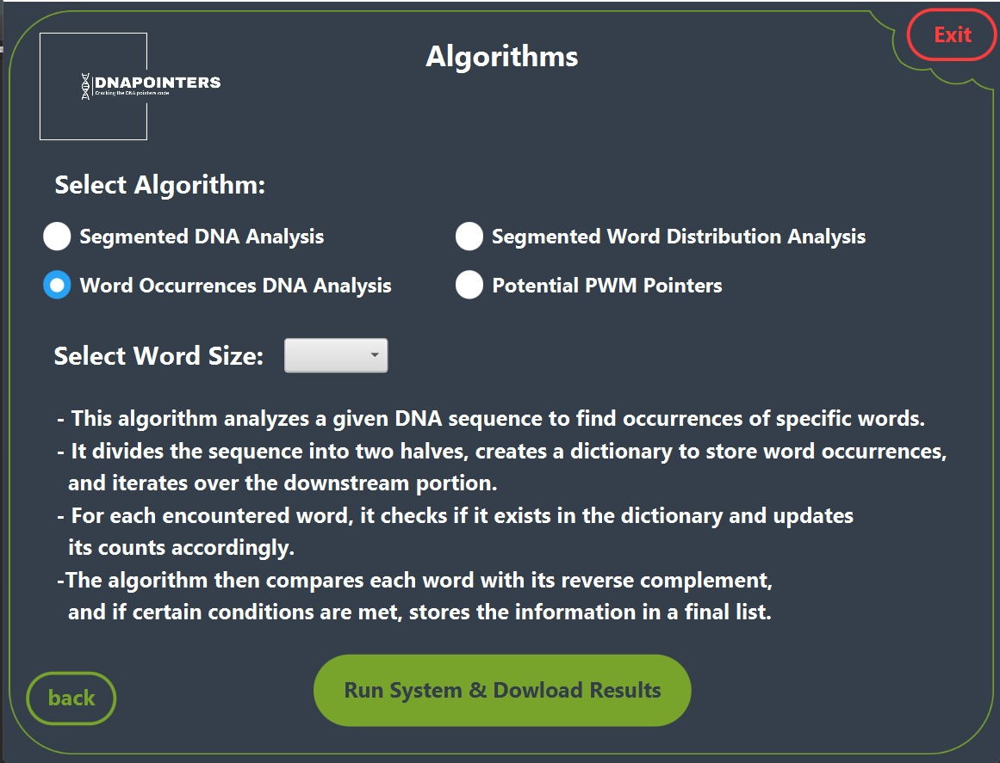 Exit
Algorithms
DNAPOINTERS
Cracking the DNA pointers code
Select Algorithm:
Segmented DNA Analysis
Segmented Word Distribution Analysis
Word Occurrences DNA Analysis
Potential PWM Pointers
Select Word Size:
- This algorithm analyzes a given DNA sequence to find occurrences of specific words.
- It divides the sequence into two halves, creates a dictionary to store word occurrences,
and iterates over the downstream portion.
- For each encountered word, it checks if it exists in the dictionary and updates
its counts accordingly.
-The algorithm then compares each word with its reverse complement,
and if certain conditions are met, stores the information in a final list.
Run System & Dowload Results
back